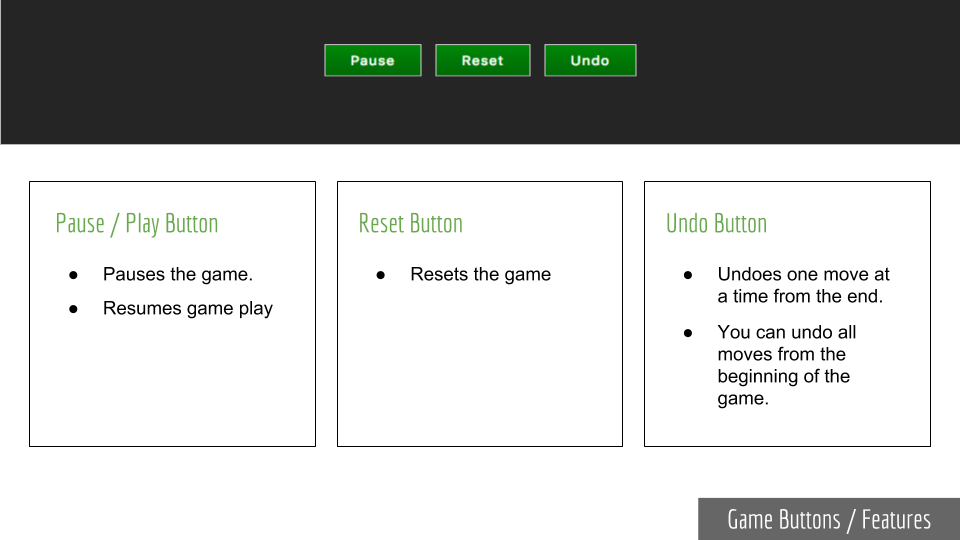 Pause Reset Undo
Pause / Play Button
● Pauses the game.
● Resumes game play
Reset Button
● Resets the game
Undo Button
● Undoes one move at
a time from the end.
● You can undo all
moves from the
beginning of the
game.
Game Buttons / Features